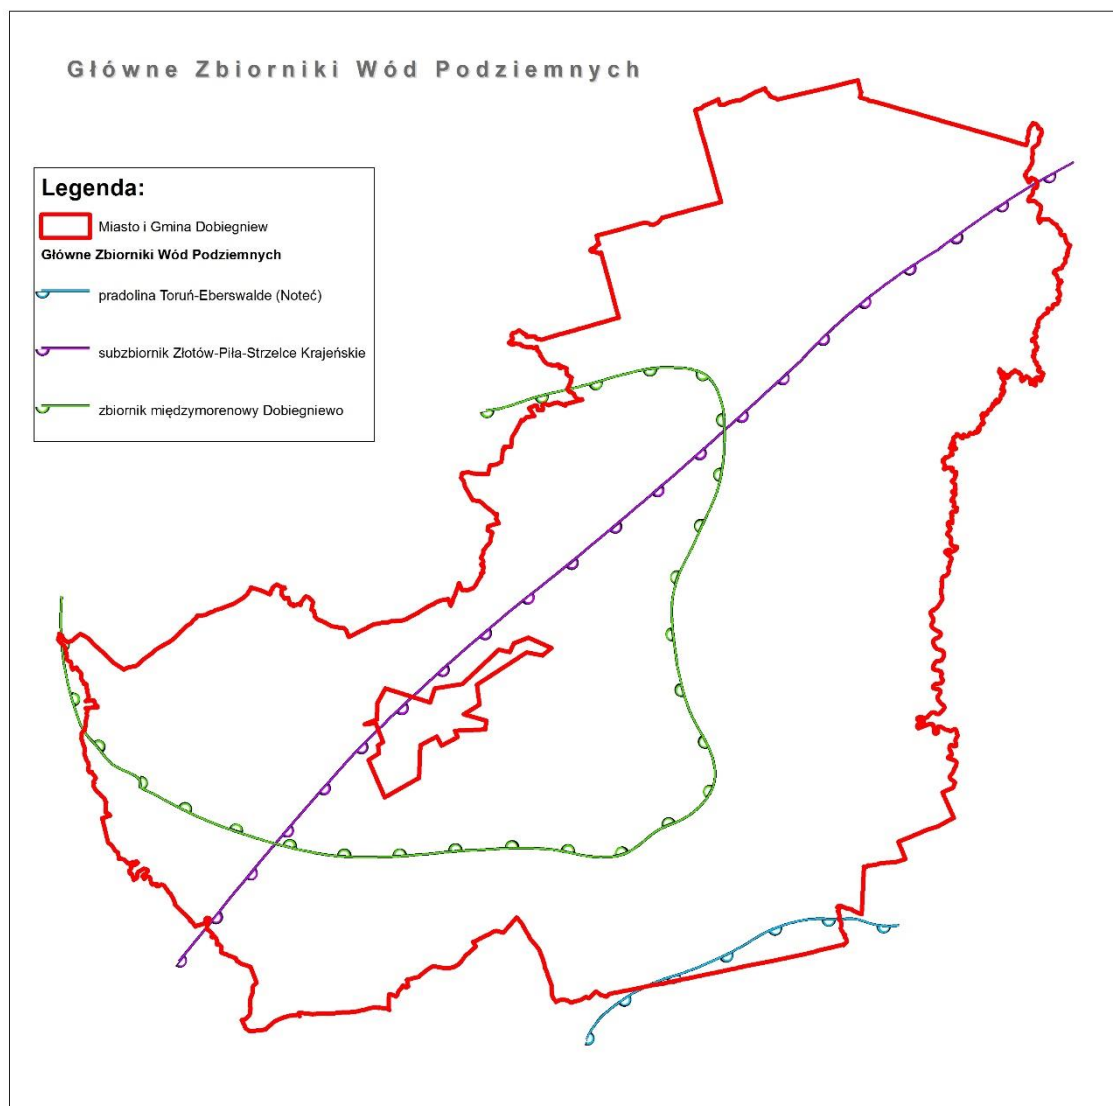 Główne Zbiorniki Wód Podziemnych
Legenda:
Miasto i Gmina Dobiegniew
Główne Zbiorniki Wód Podziemnych
pradolina Toruń-Eberswalde (Noteć)
subzbiornik Złotów-Piła-Strzelce Krajeńskie
zbiornik międzymorenowy Dobiegniewo